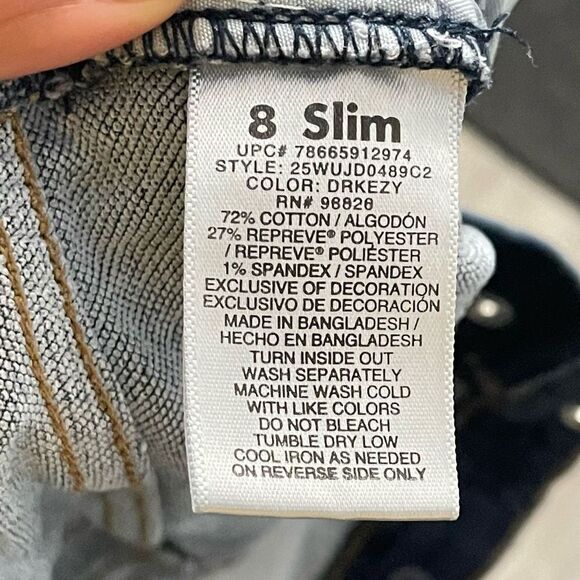 8 Slim
UPC# 78665912974
STYLE: 25WUJD0489C2
COLOR: DRKEZY
RN# 98826
72% COTTON / ALGODÓN
27% REPREVE® POLYESTER
/ REPREVE® POLIÉSTER
1% SPANDEX / SPANDEX
EXCLUSIVE OF DECORATION
EXCLUSIVO DE DECORACIÓN
MADE IN BANGLADESH /
HECHO EN BANGLADESH
TURN INSIDE OUT
WASH SEPARATELY
MACHINE WASH COLD
WITH LIKE COLORS
DO NOT BLEACH
TUMBLE DRY LOW
COOL IRON AS NEEDED
ON REVERSE SIDE ONLY